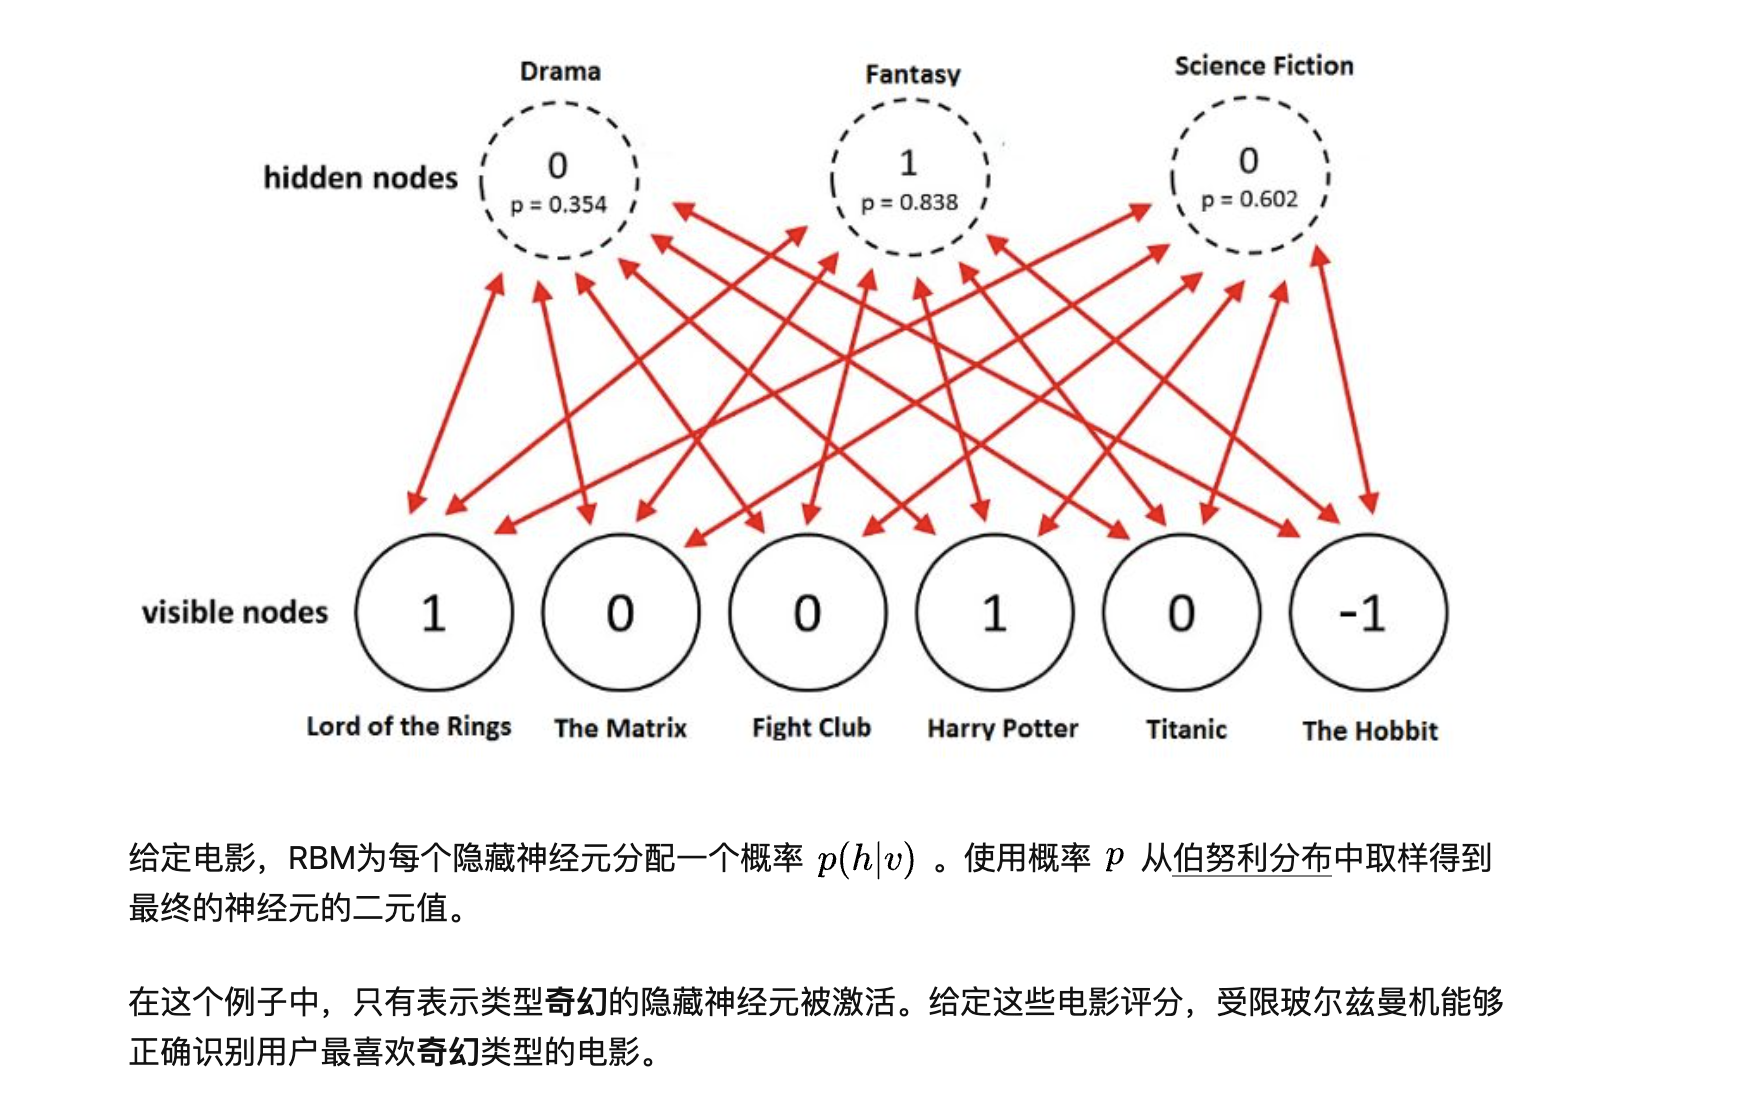 Drama
Fantasy
Science Fiction
hidden nodes
0
p = 0.354
1
p = 0.838
0
p = 0.602
visible nodes
1
0
0
1
0
-1
Lord of the Rings
The Matrix
Fight Club
Harry Potter
Titanic
The Hobbit
给定电影，RBM为每个隐藏神经元分配一个概率 p(h|v) 。使用概率 p 从伯努利分布中取样得到
最终的神经元的二元值。
在这个例子中，只有表示类型奇幻的隐藏神经元被激活。给定这些电影评分，受限玻尔兹曼机能够
正确识别用户最喜欢奇幻类型的电影。